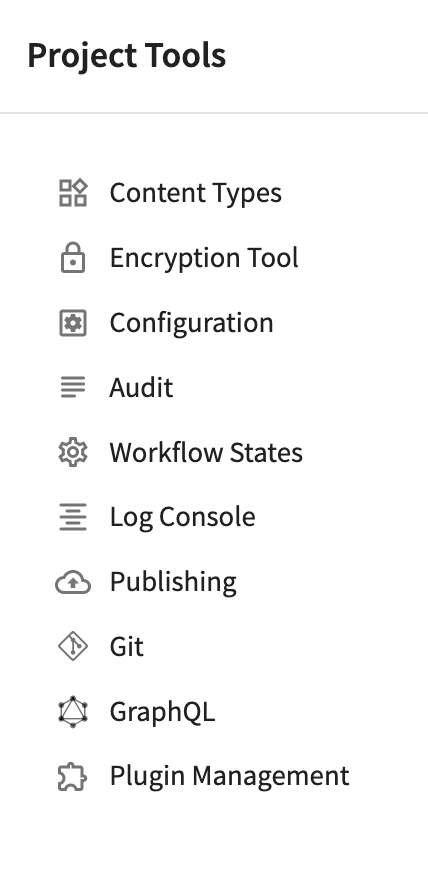 Project Tools
Content Types
Encryption Tool
Configuration
Audit
Workflow States
Log Console
Publishing
Git
GraphQL
Plugin Management